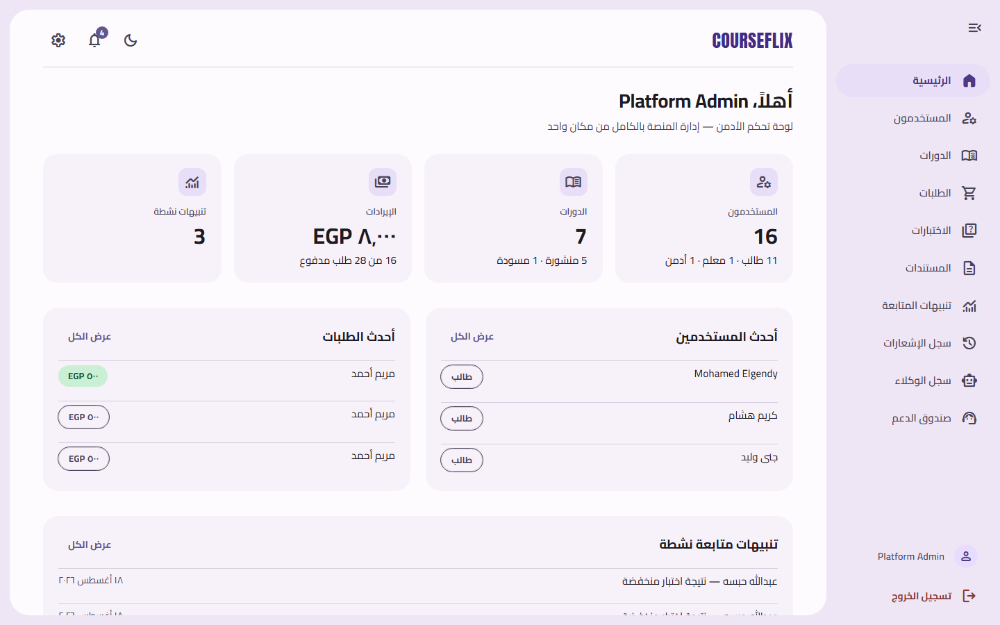 COURSEFLIX
4
أهلاً، Platform Admin
لوحة تحكم الأدمن — إدارة المنصة بالكامل من مكان واحد
المستخدمون
16
11 طالب · 1 معلم · 1 أدمن
الدورات
7
5 منشورة · 1 مسودة
الإيرادات
٨٬٠٠٠ EGP
16 من 28 طلب مدفوع
تنبيهات نشطة
3
أحدث المستخدمين
عرض الكل
Mohamed Elgendy
طالب
كريم هشام
طالب
جنى وليد
طالب
أحدث الطلبات
عرض الكل
مريم أحمد
٥٠٠ EGP
مريم أحمد
٥٠٠ EGP
مريم أحمد
٥٠٠ EGP
تنبيهات متابعة نشطة
عرض الكل
عبدالله حبسه — نتيجة اختبار منخفضة
١٨ أغسطس ٢٠٢٦
الرئيسية
المستخدمون
الدورات
الطلبات
الاختبارات
المستندات
تنبيهات المتابعة
سجل الإشعارات
سجل الوكلاء
صندوق الدعم
Platform Admin
تسجيل الخروج